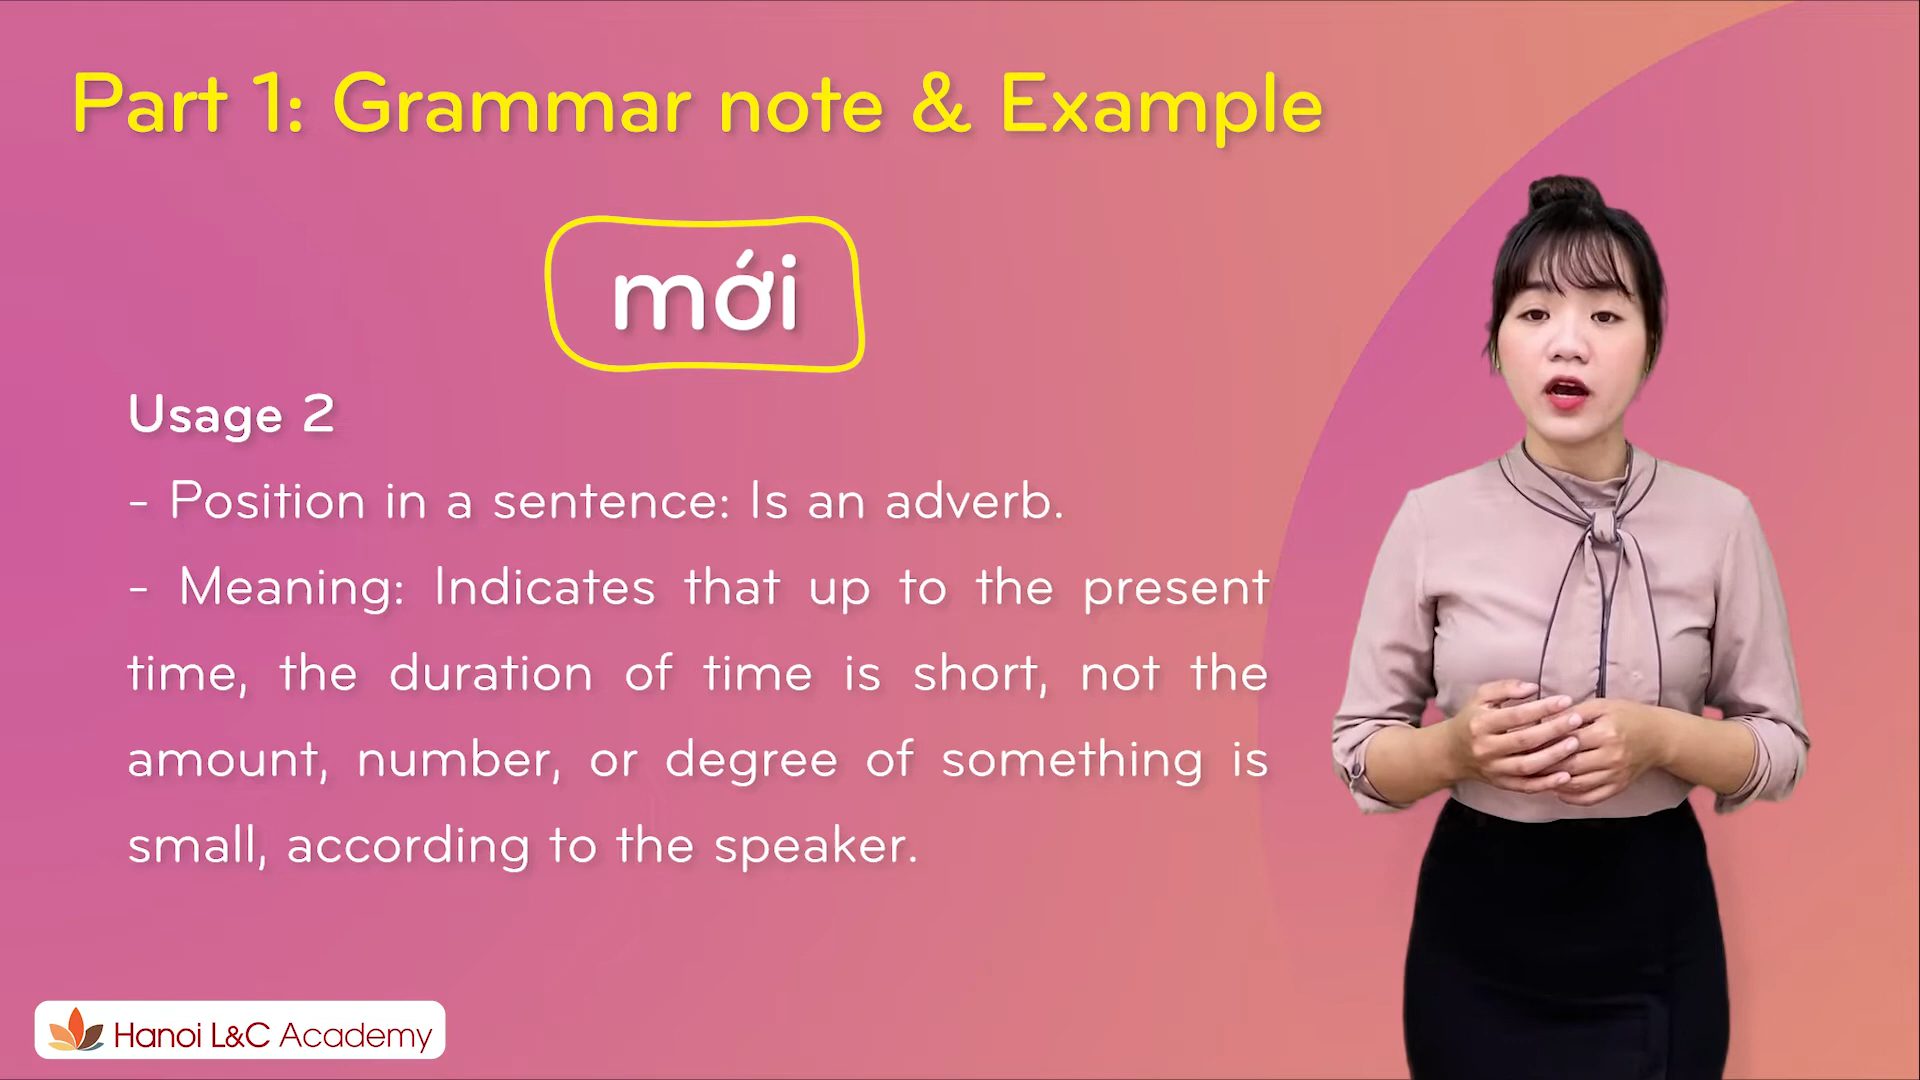 Part 1: Grammar note & Example
mới
Usage 2
- Position in a sentence: Is an adverb.
- Meaning: Indicates that up to the present
time, the duration of time is short, not the
amount, number, or degree of something is
small, according to the speaker.
Hanoi L&C Academy